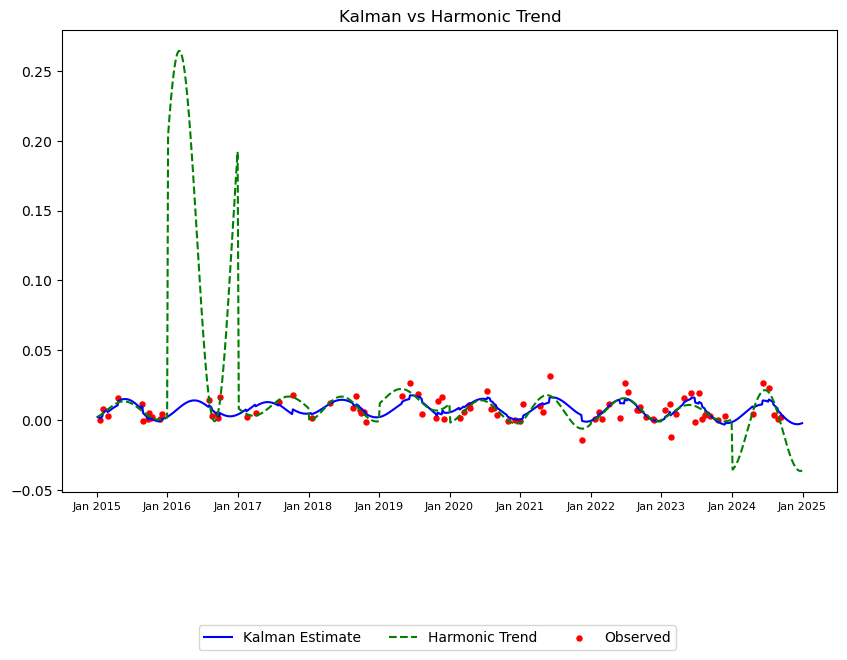 Kalman vs Harmonic Trend
0.25
0.20
0.15
0.10
0.05
0.00
−0.05
Jan 2015 Jan 2016 Jan 2017 Jan 2018 Jan 2019 Jan 2020 Jan 2021 Jan 2022 Jan 2023 Jan 2024 Jan 2025
Kalman Estimate Harmonic Trend Observed